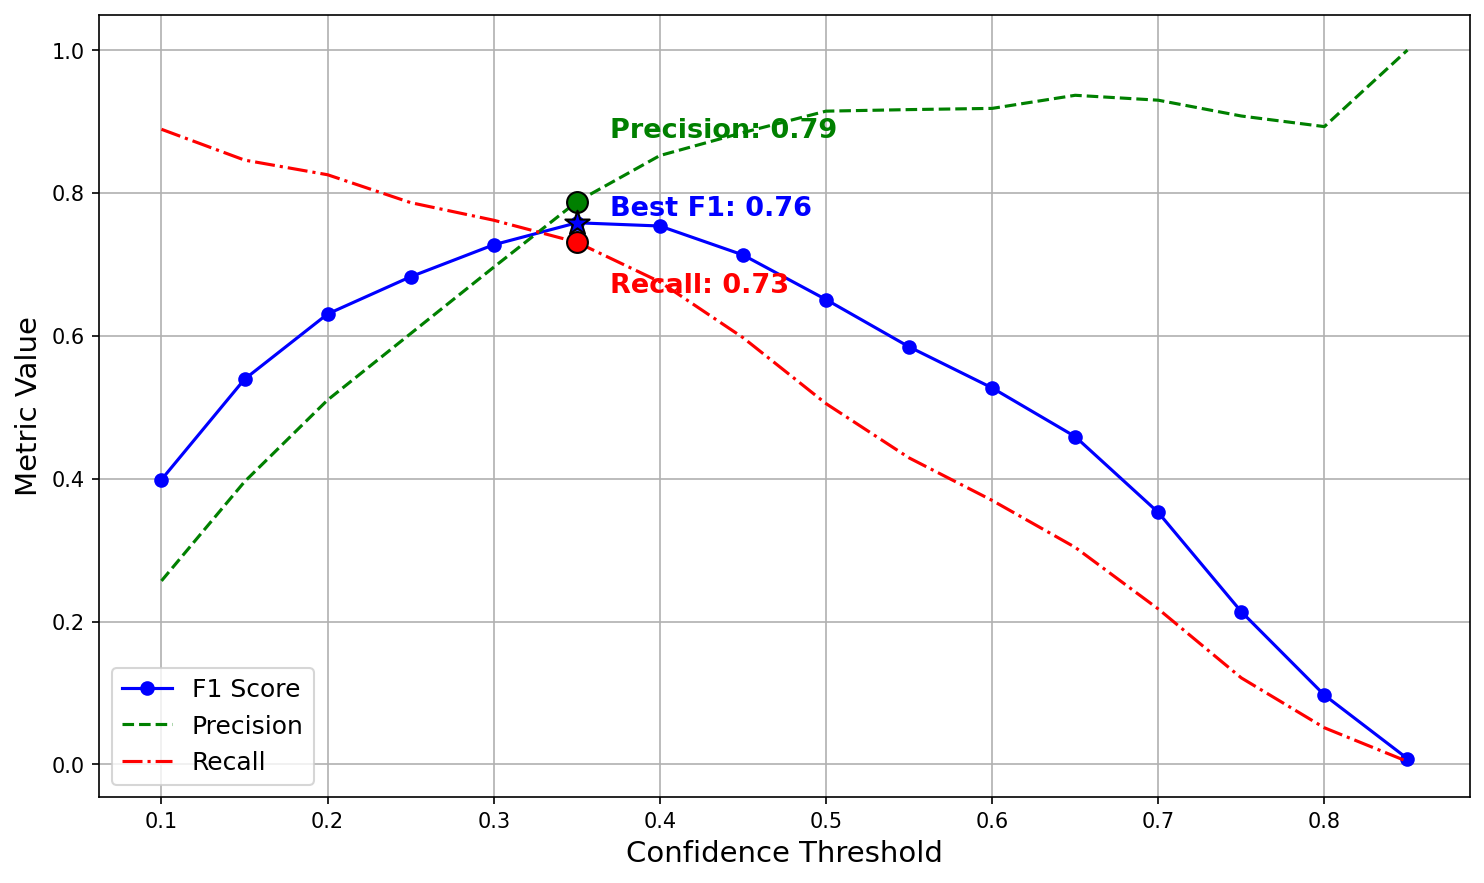 1.0
0.8
0.6
0.4
0.2
0.0
Metric Value
Precision: 0.79
Best F1: 0.76
Recall: 0.73
F1 Score
Precision
Recall
0.1 0.2 0.3 0.4 0.5 0.6 0.7 0.8
Confidence Threshold